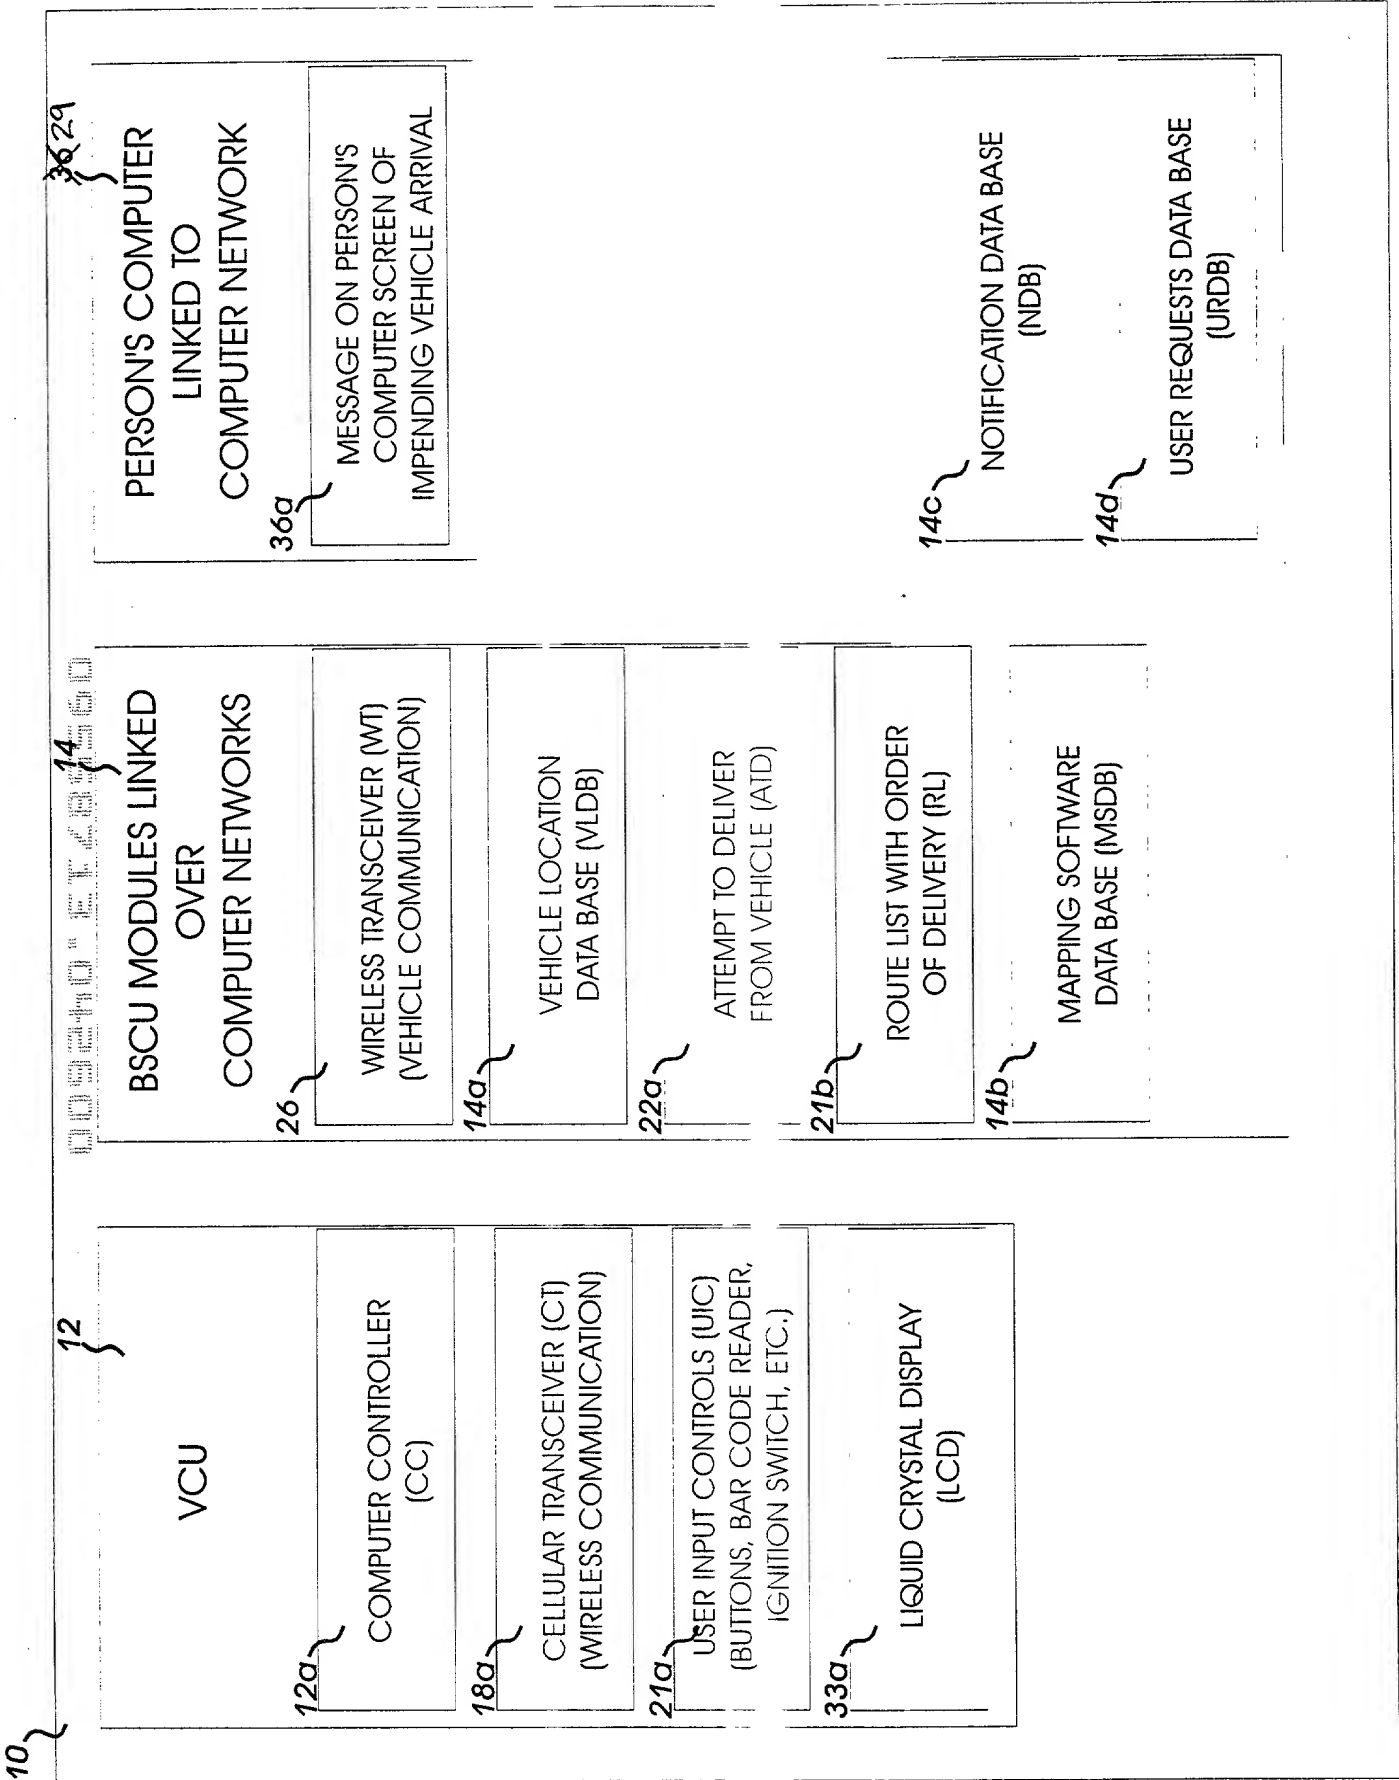 10
12
VCU
12a
COMPUTER CONTROLLER
(CC)
18a
CELLULAR TRANSCEIVER (CT)
(WIRELESS COMMUNICATION)
21a
USER INPUT CONTROLS (UIC)
(BUTTONS, BAR CODE READER,
IGNITION SWITCH, ETC.,)
33a
LIQUID CRYSTAL DISPLAY
(LCD)
14
BSCU MODULES LINKED
OVER
COMPUTER NETWORKS
26
WIRELESS TRANSCEIVER (WT)
(VEHICLE COMMUNICATION)
14a
VEHICLE LOCATION
DATA BASE (VLDB)
22a
ATTEMPT TO DELIVER
FROM VEHICLE (ATD)
21b
ROUTE LIST WITH ORDER
OF DELIVERY (RL)
14b
MAPPING SOFTWARE
DATA BASE (MSDB)
36 29
PERSON'S COMPUTER
LINKED TO
COMPUTER NETWORK
36a
MESSAGE ON PERSON'S
COMPUTER SCREEN OF
IMPENDING VEHICLE ARRIVAL
14c
NOTIFICATION DATA BASE
(NDB)
14d
USER REQUESTS DATA BASE
(URDB)